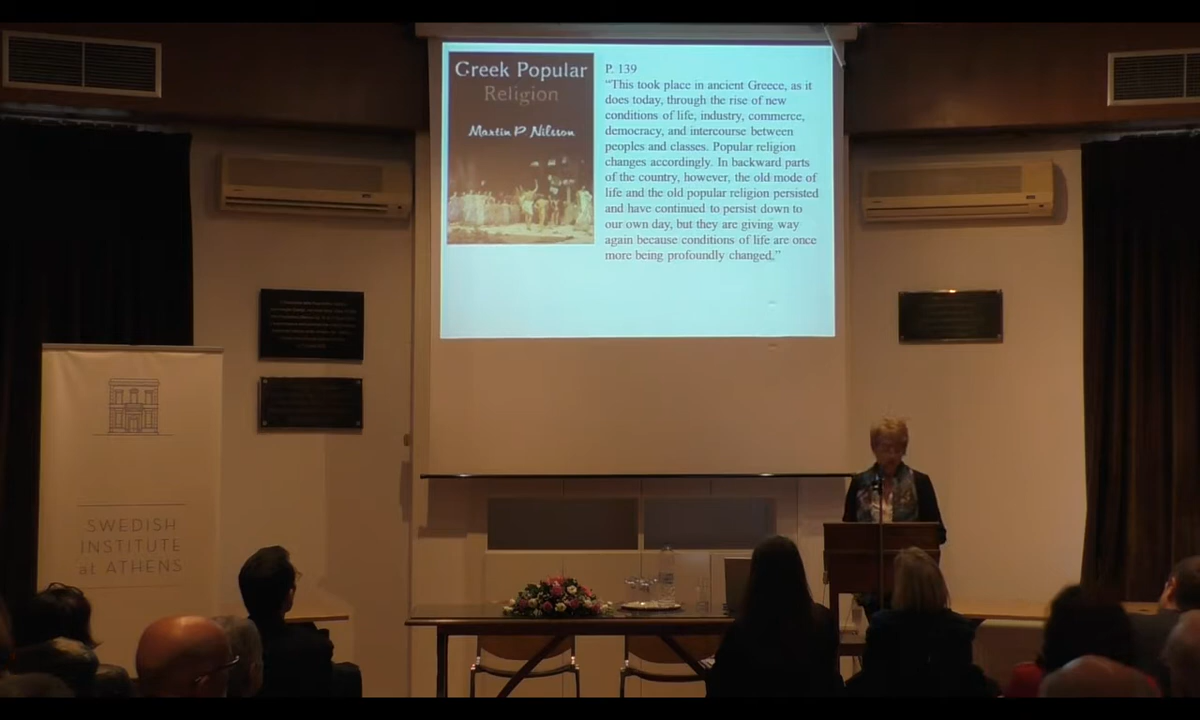 Greek Popular
Religion
Martin P Nilsson
P. 139
“This took place in ancient Greece, as it
does today, through the rise of new
conditions of life, industry, commerce,
democracy, and intercourse between
peoples and classes. Popular religion
changes accordingly. In backward parts
of the country, however, the old mode of
life and the old popular religion persisted
and have continued to persist down to
our own day, but they are giving way
again because conditions of life are once
more being profoundly changed.”
SWEDISH
INSTITUTE
at ATHENS